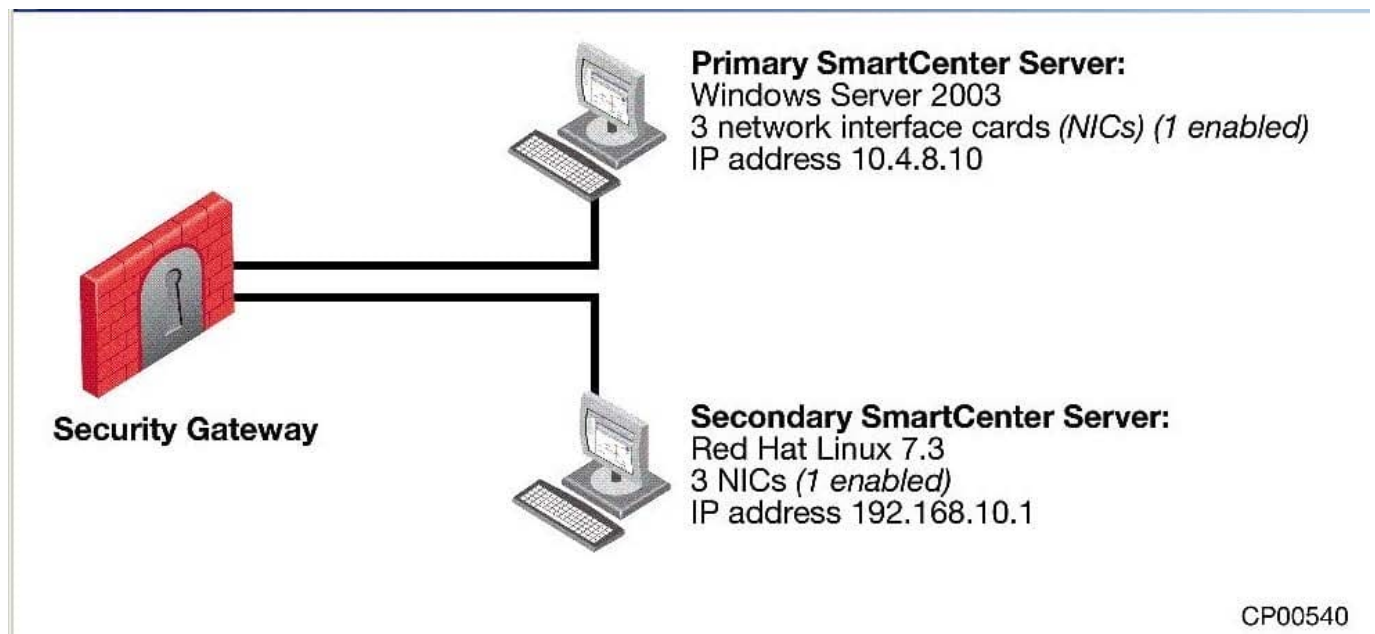 Primary SmartCenter Server:
Windows Server 2003
3 network interface cards (NICs) (1 enabled)
IP address 10.4.8.10
Security Gateway
Secondary SmartCenter Server:
Red Hat Linux 7.3
3 NICs (1 enabled)
IP address 192.168.10.1
CP00540